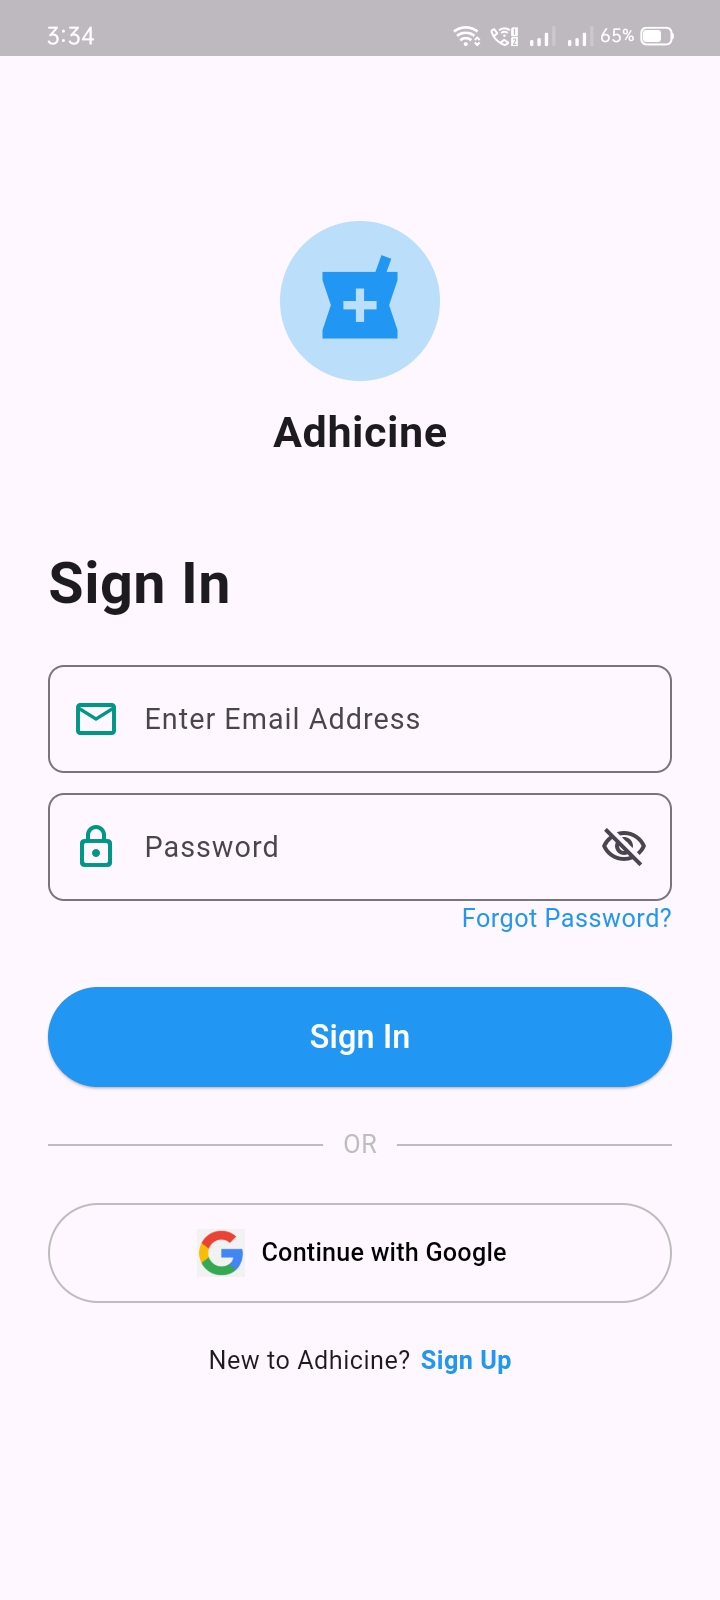 3:34
65%
Adhicine
Sign In
Enter Email Address
Password
Forgot Password?
Sign In
OR
Continue with Google
New to Adhicine? Sign Up